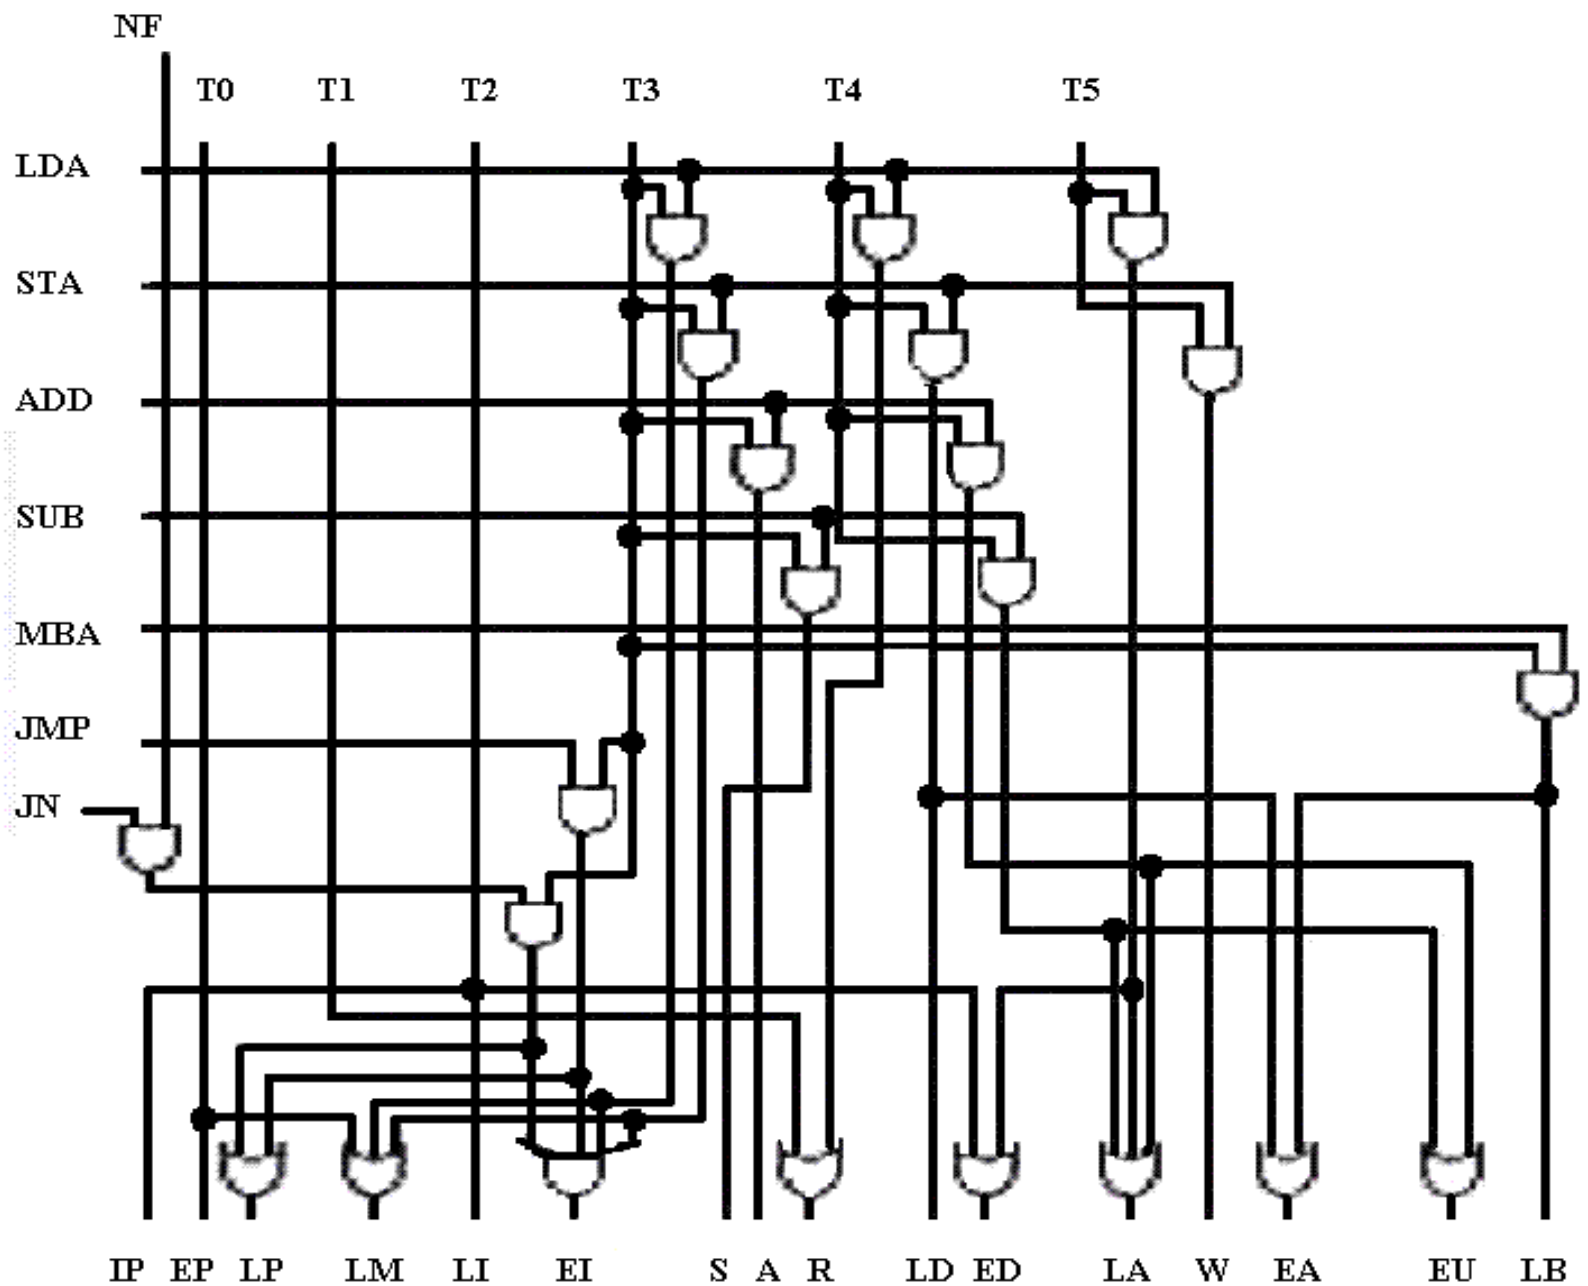 NF
T0 T1 T2 T3 T4 T5
LDA
STA
ADD
SUB
MBA
JMP
JN
IP EP LP LM LI EI S A R LD ED LA W EA EU LB